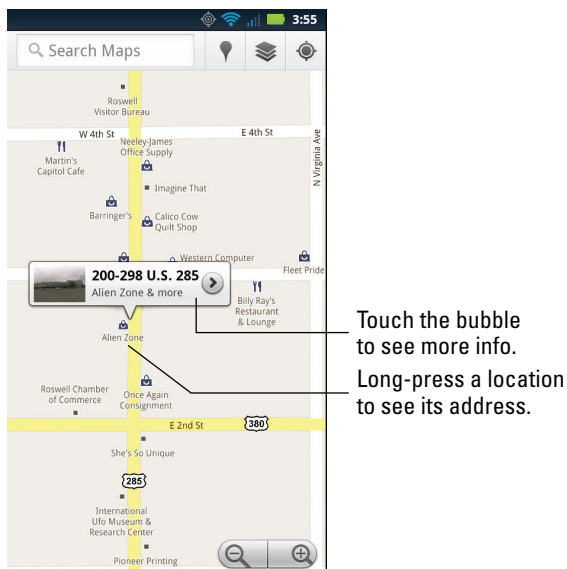 3:55
Search Maps
Roswell
Visitor Bureau
W 4th St
E 4th St
N Virginia Ave
Neeley-James
Office Supply
Martin's
Capitol Cafe
Imagine That
Barringer's
Calico Cow
Quilt Shop
Western Computer
Fleet Pride
200-298 U.S. 285
Alien Zone & more
Billy Ray's
Restaurant
& Lounge
Touch the bubble
to see more info.
Alien Zone
Long-press a location
to see its address.
Roswell Chamber
of Commerce
Once Again
Consignment
E 2nd St
380
She's So Unique
285
International
Ufo Museum &
Research Center
Pioneer Printing